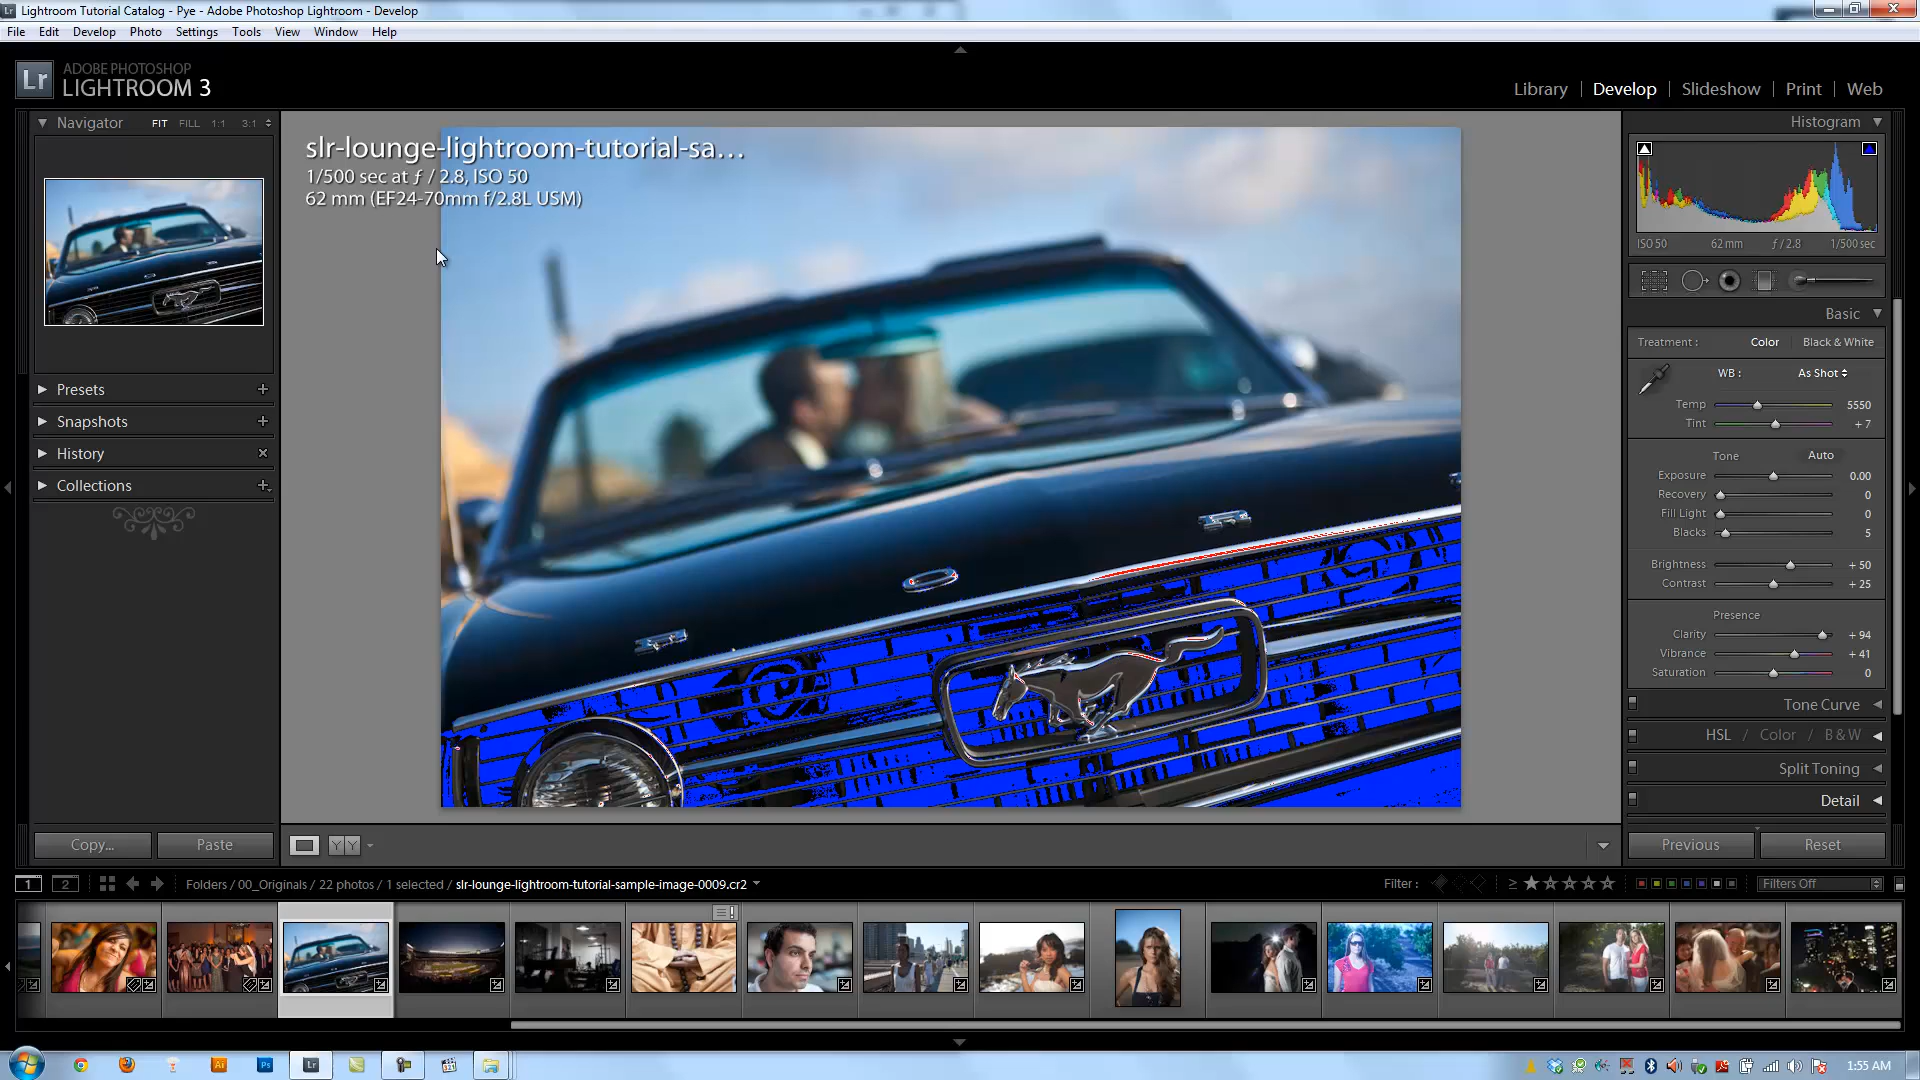 Lightroom Tutorial Catalog - Pye - Adobe Photoshop Lightroom - Develop
File Edit Develop Photo Settings Tools View Window Help
Lr ADOBE PHOTOSHOP
LIGHTROOM 3
Library | Develop | Slideshow | Print | Web
Navigator FIT FILL 1:1 3:1
slr-lounge-lightroom-tutorial-sa...
1/500 sec at ƒ / 2.8, ISO 50
62 mm (EF24-70mm f/2.8L USM)
Presets
Snapshots
History
Collections
Copy... Paste
Histogram
ISO 50 62 mm ƒ / 2.8 1/500 sec
Basic
Treatment : Color Black & White
WB : As Shot
Temp 5550
Tint + 7
Tone Auto
Exposure 0.00
Recovery 0
Fill Light 0
Blacks 5
Brightness + 50
Contrast + 25
Presence
Clarity + 94
Vibrance + 41
Saturation 0
Tone Curve
HSL / Color / B & W
Split Toning
Detail
Previous Reset
YY
1 2 Folders / 00_Originals / 22 photos / 1 selected / slr-lounge-lightroom-tutorial-sample-image-0009.cr2
Filter : ≥ Filters Off
Ai Ps Lr
1:55 AM